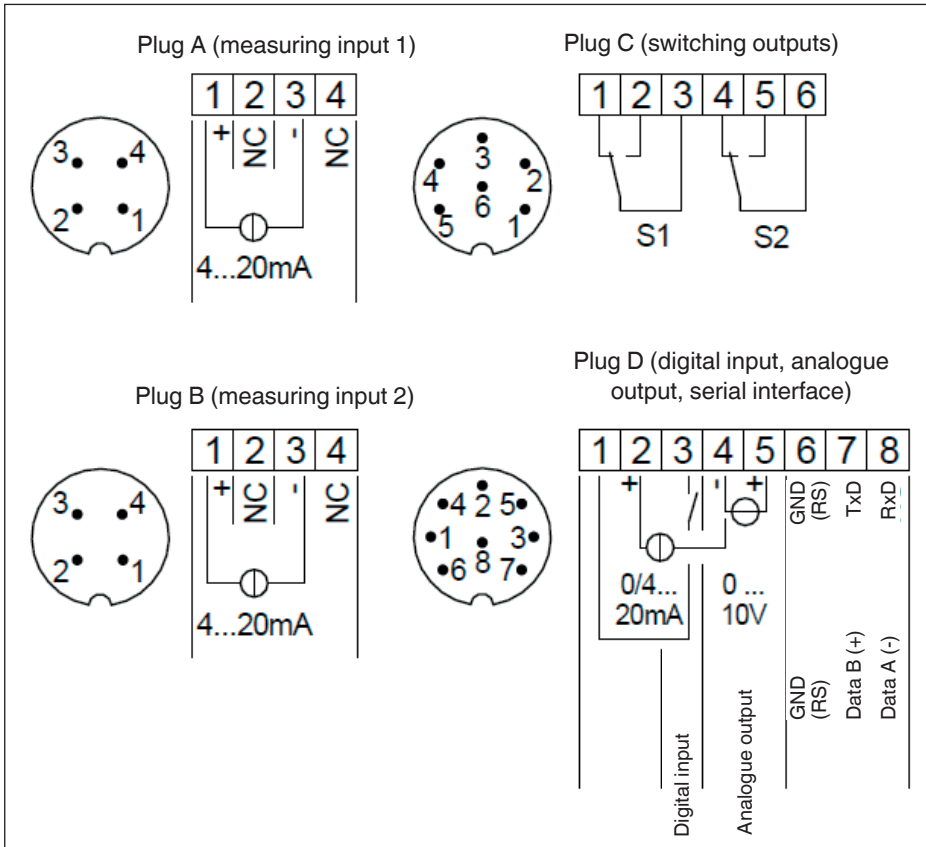 Plug A (measuring input 1)
1 2 3 4
+ NC - NC
3 4
2 1
4...20mA
Plug C (switching outputs)
1 2 3 4 5 6
3
4 2
6
5 1
S1 S2
Plug B (measuring input 2)
1 2 3 4
+ NC - NC
3 4
2 1
4...20mA
Plug D (digital input, analogue
output, serial interface)
1 2 3 4 5 6 7 8
+ - +
GND
(RS)
TxD
RxD
4 2 5
1 3
6 8 7
0/4...
20mA
0 ...
10V
GND
(RS)
Data B (+)
Data A (-)
Digital input
Analogue output